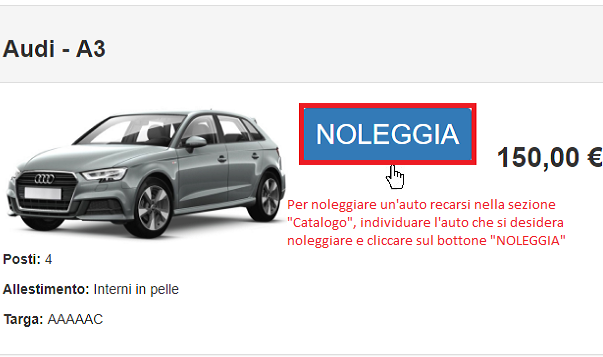 Audi - A3
NOLEGGIA
150,00 €
Per noleggiare un'auto recarsi nella sezione
"Catalogo", individuare l'auto che si desidera
noleggiare e cliccare sul bottone "NOLEGGIA"
Posti: 4
Allestimento: Interni in pelle
Targa: AAAAAC